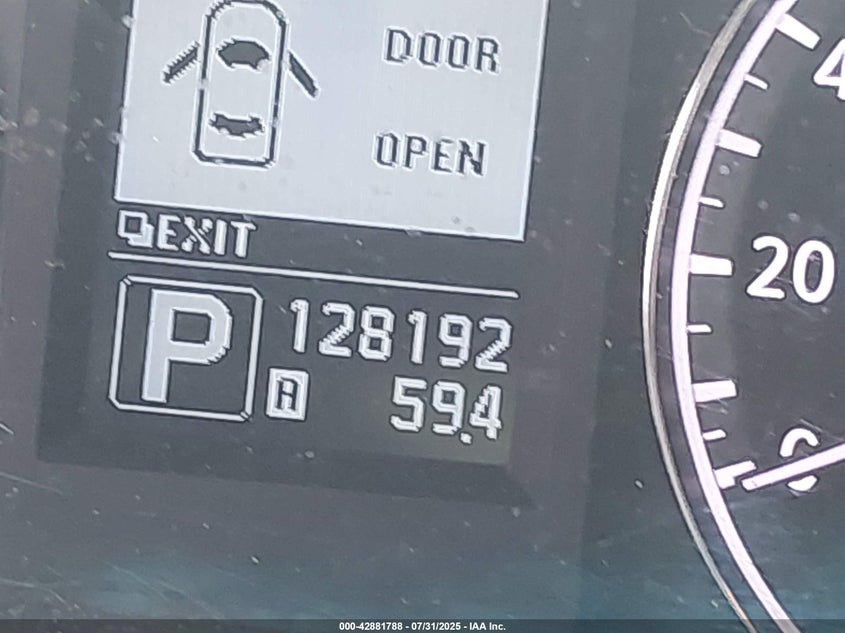 DOOR
OPEN
EXIT
P
128192
A 59.4
4
20
0
000-42881788 - 07/31/2025 - IAA Inc.